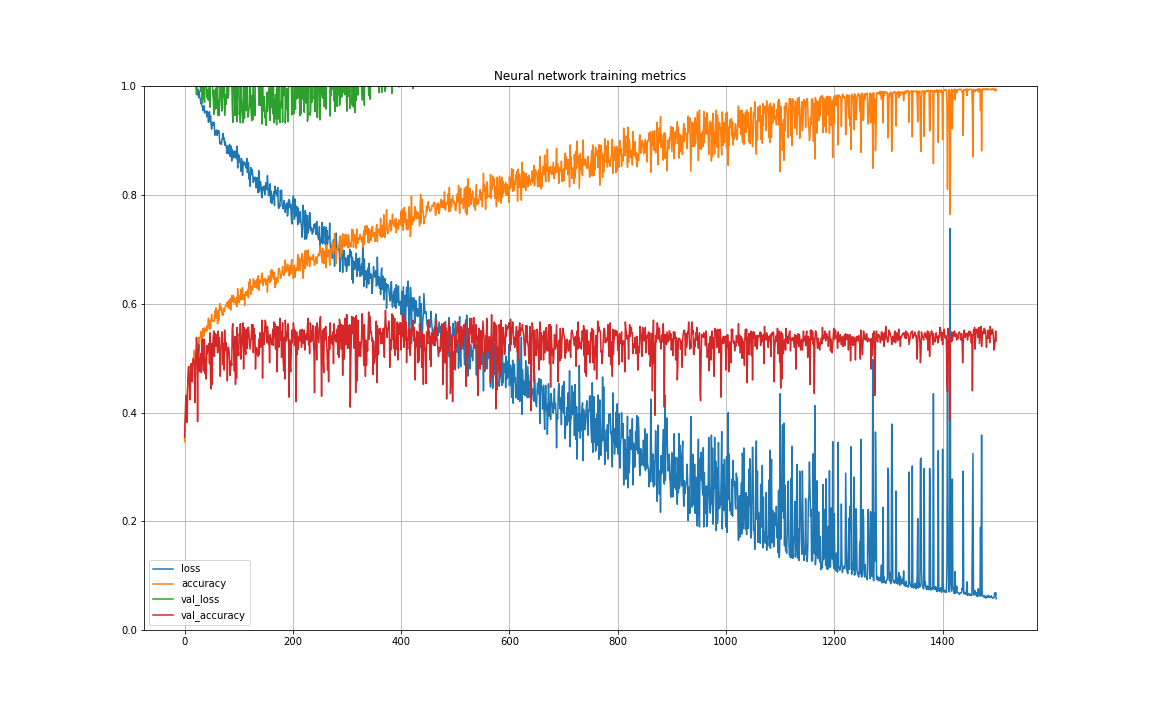 Neural network training metrics
1.0
0.8
0.6
0.4
0.2
0.0
loss
accuracy
val_loss
val_accuracy
0 200 400 600 800 1000 1200 1400